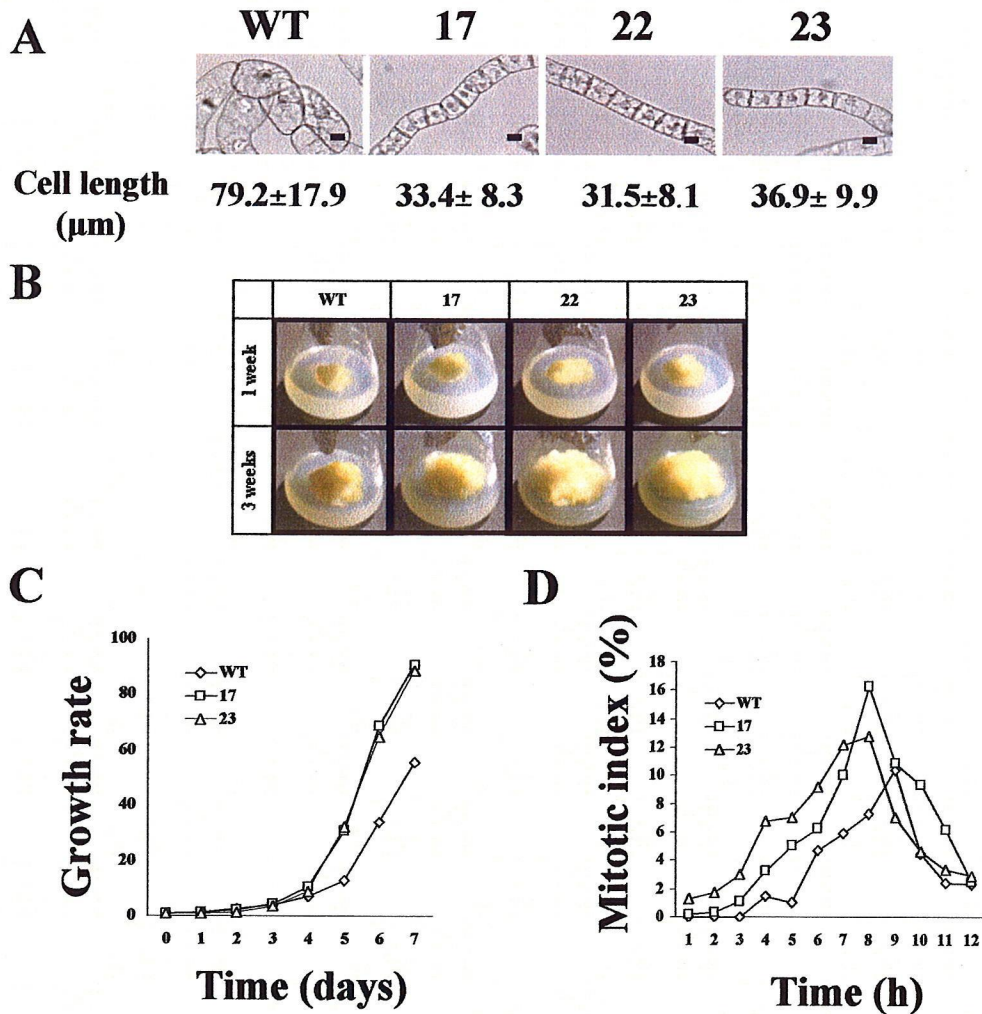 A
WT 17 22 23
Cell length (μm)
79.2±17.9 33.4± 8.3 31.5±8.1 36.9± 9.9
B
WT 17 22 23
1 week
3 weeks
C
Growth rate
100
80
60
40
20
0
WT
17
23
0 1 2 3 4 5 6 7
Time (days)
D
Mitotic index (%)
18
16
14
12
10
8
6
4
2
0
WT
17
23
1 2 3 4 5 6 7 8 9 10 11 12
Time (h)